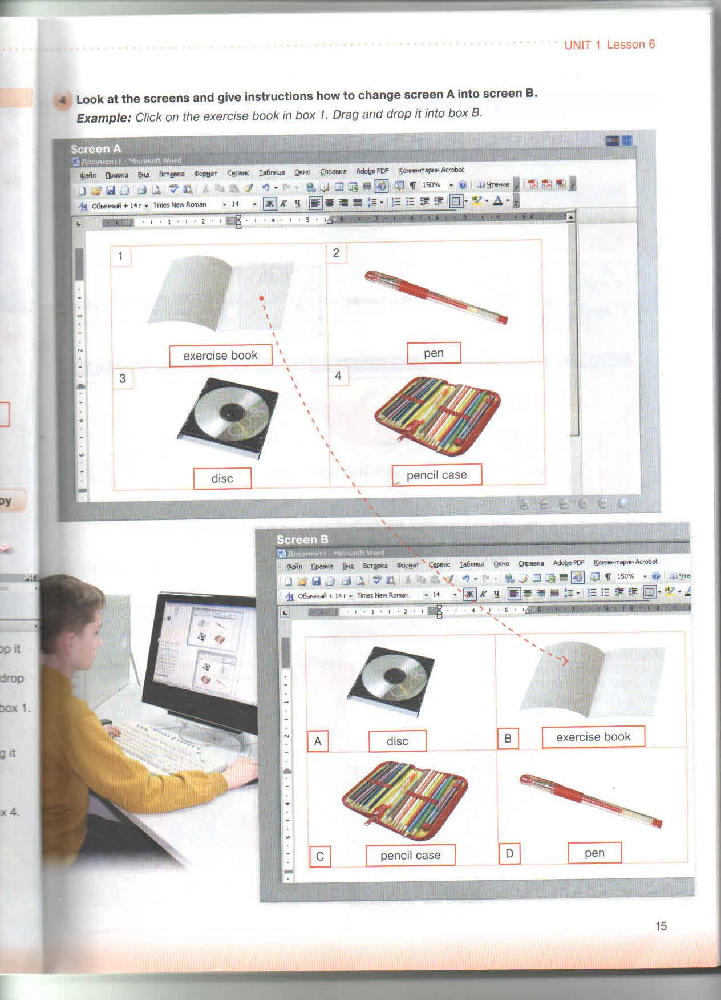 UNIT 1 Lesson 6
4 Look at the screens and give instructions how to change screen A into screen B.
Example: Click on the exercise book in box 1. Drag and drop it into box B.
Screen A
Документ1 - Microsoft Word
Файл Правка Вид Вставка Формат Сервис Таблица Окно Справка Adobe PDF Комментарии Acrobat
150% Чтение
Обычный + 14 г Times New Roman 14 Ж К Ч
1 2
exercise book pen
3 4
disc pencil case
ру
Screen B
Документ1 - Microsoft Word
Файл Правка Вид Вставка Формат Сервис Таблица Окно Справка Adobe PDF Комментарии Acrobat
150% Чте
Обычный + 14 г Times New Roman 14 Ж К Ч
op it
drop
box 1.
g it
x 4.
A disc B exercise book
C pencil case D pen
15